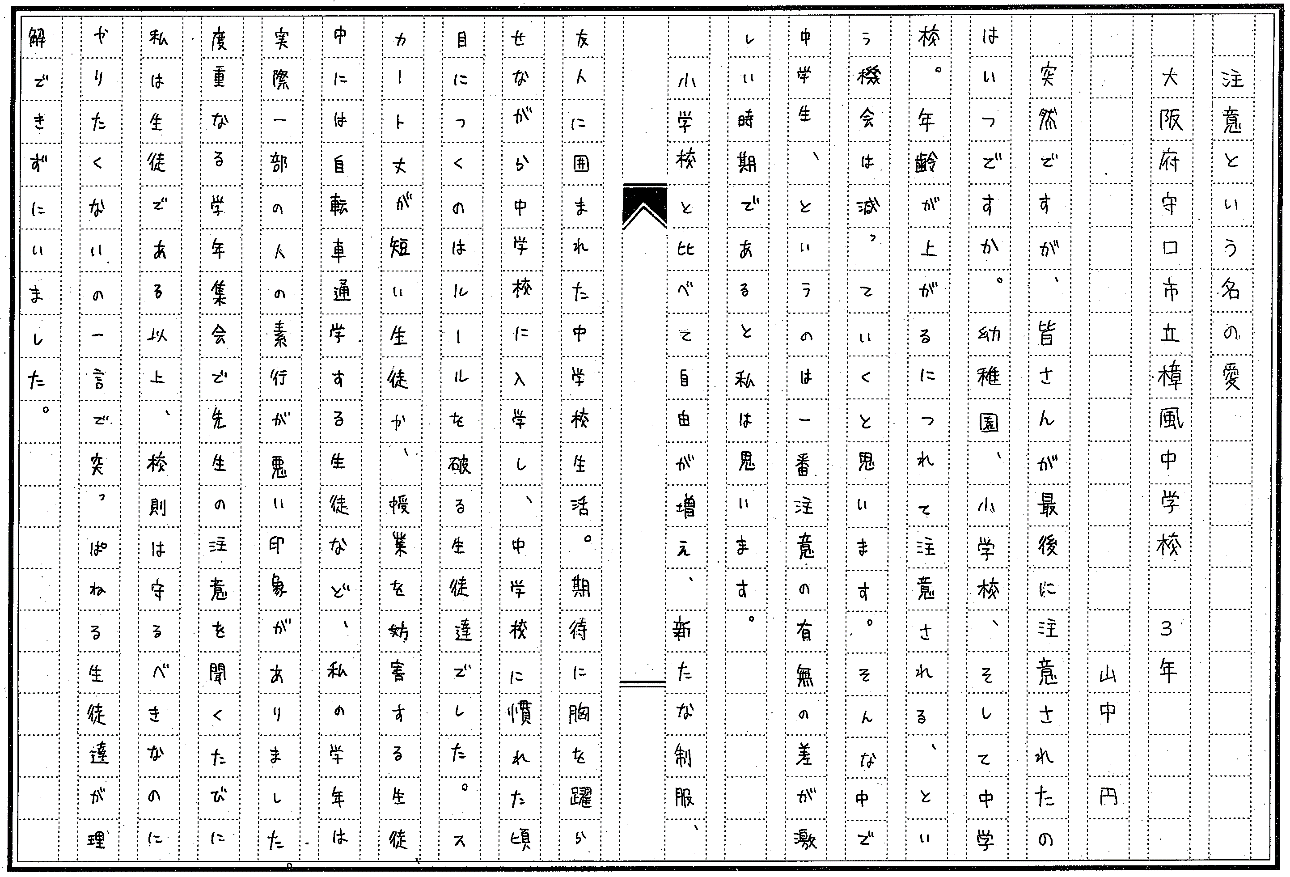 注意という名の愛
大阪府守口市立樟風中学校　３年
山中　円
突然ですが、皆さんが最後に注意されたの
はいつですか。幼稚園、小学校、そして中学
校。年齢が上がるにつれて注意される、とい
う機会は減っていくと思います。そんな中で
中学生、というのは一番注意の有無の差が激
しい時期であると私は思います。
小学校と比べて自由が増え、新たな制服、
友人に囲まれた中学校生活。期待に胸を躍ら
せながら中学校に入学し、中学校に慣れた頃
目につくのはルールを破る生徒達でした。ス
カート丈が短い生徒か、授業を妨害する生徒
中には自転車通学する生徒など、私の学年は
実際一部の人の素行が悪い印象がありました。
度重なる学年集会で先生の注意を聞くたびに
私は生徒である以上、校則は守るべきなのに
やりたくないの一言で突っぱねる生徒達が理
解できずにいました。